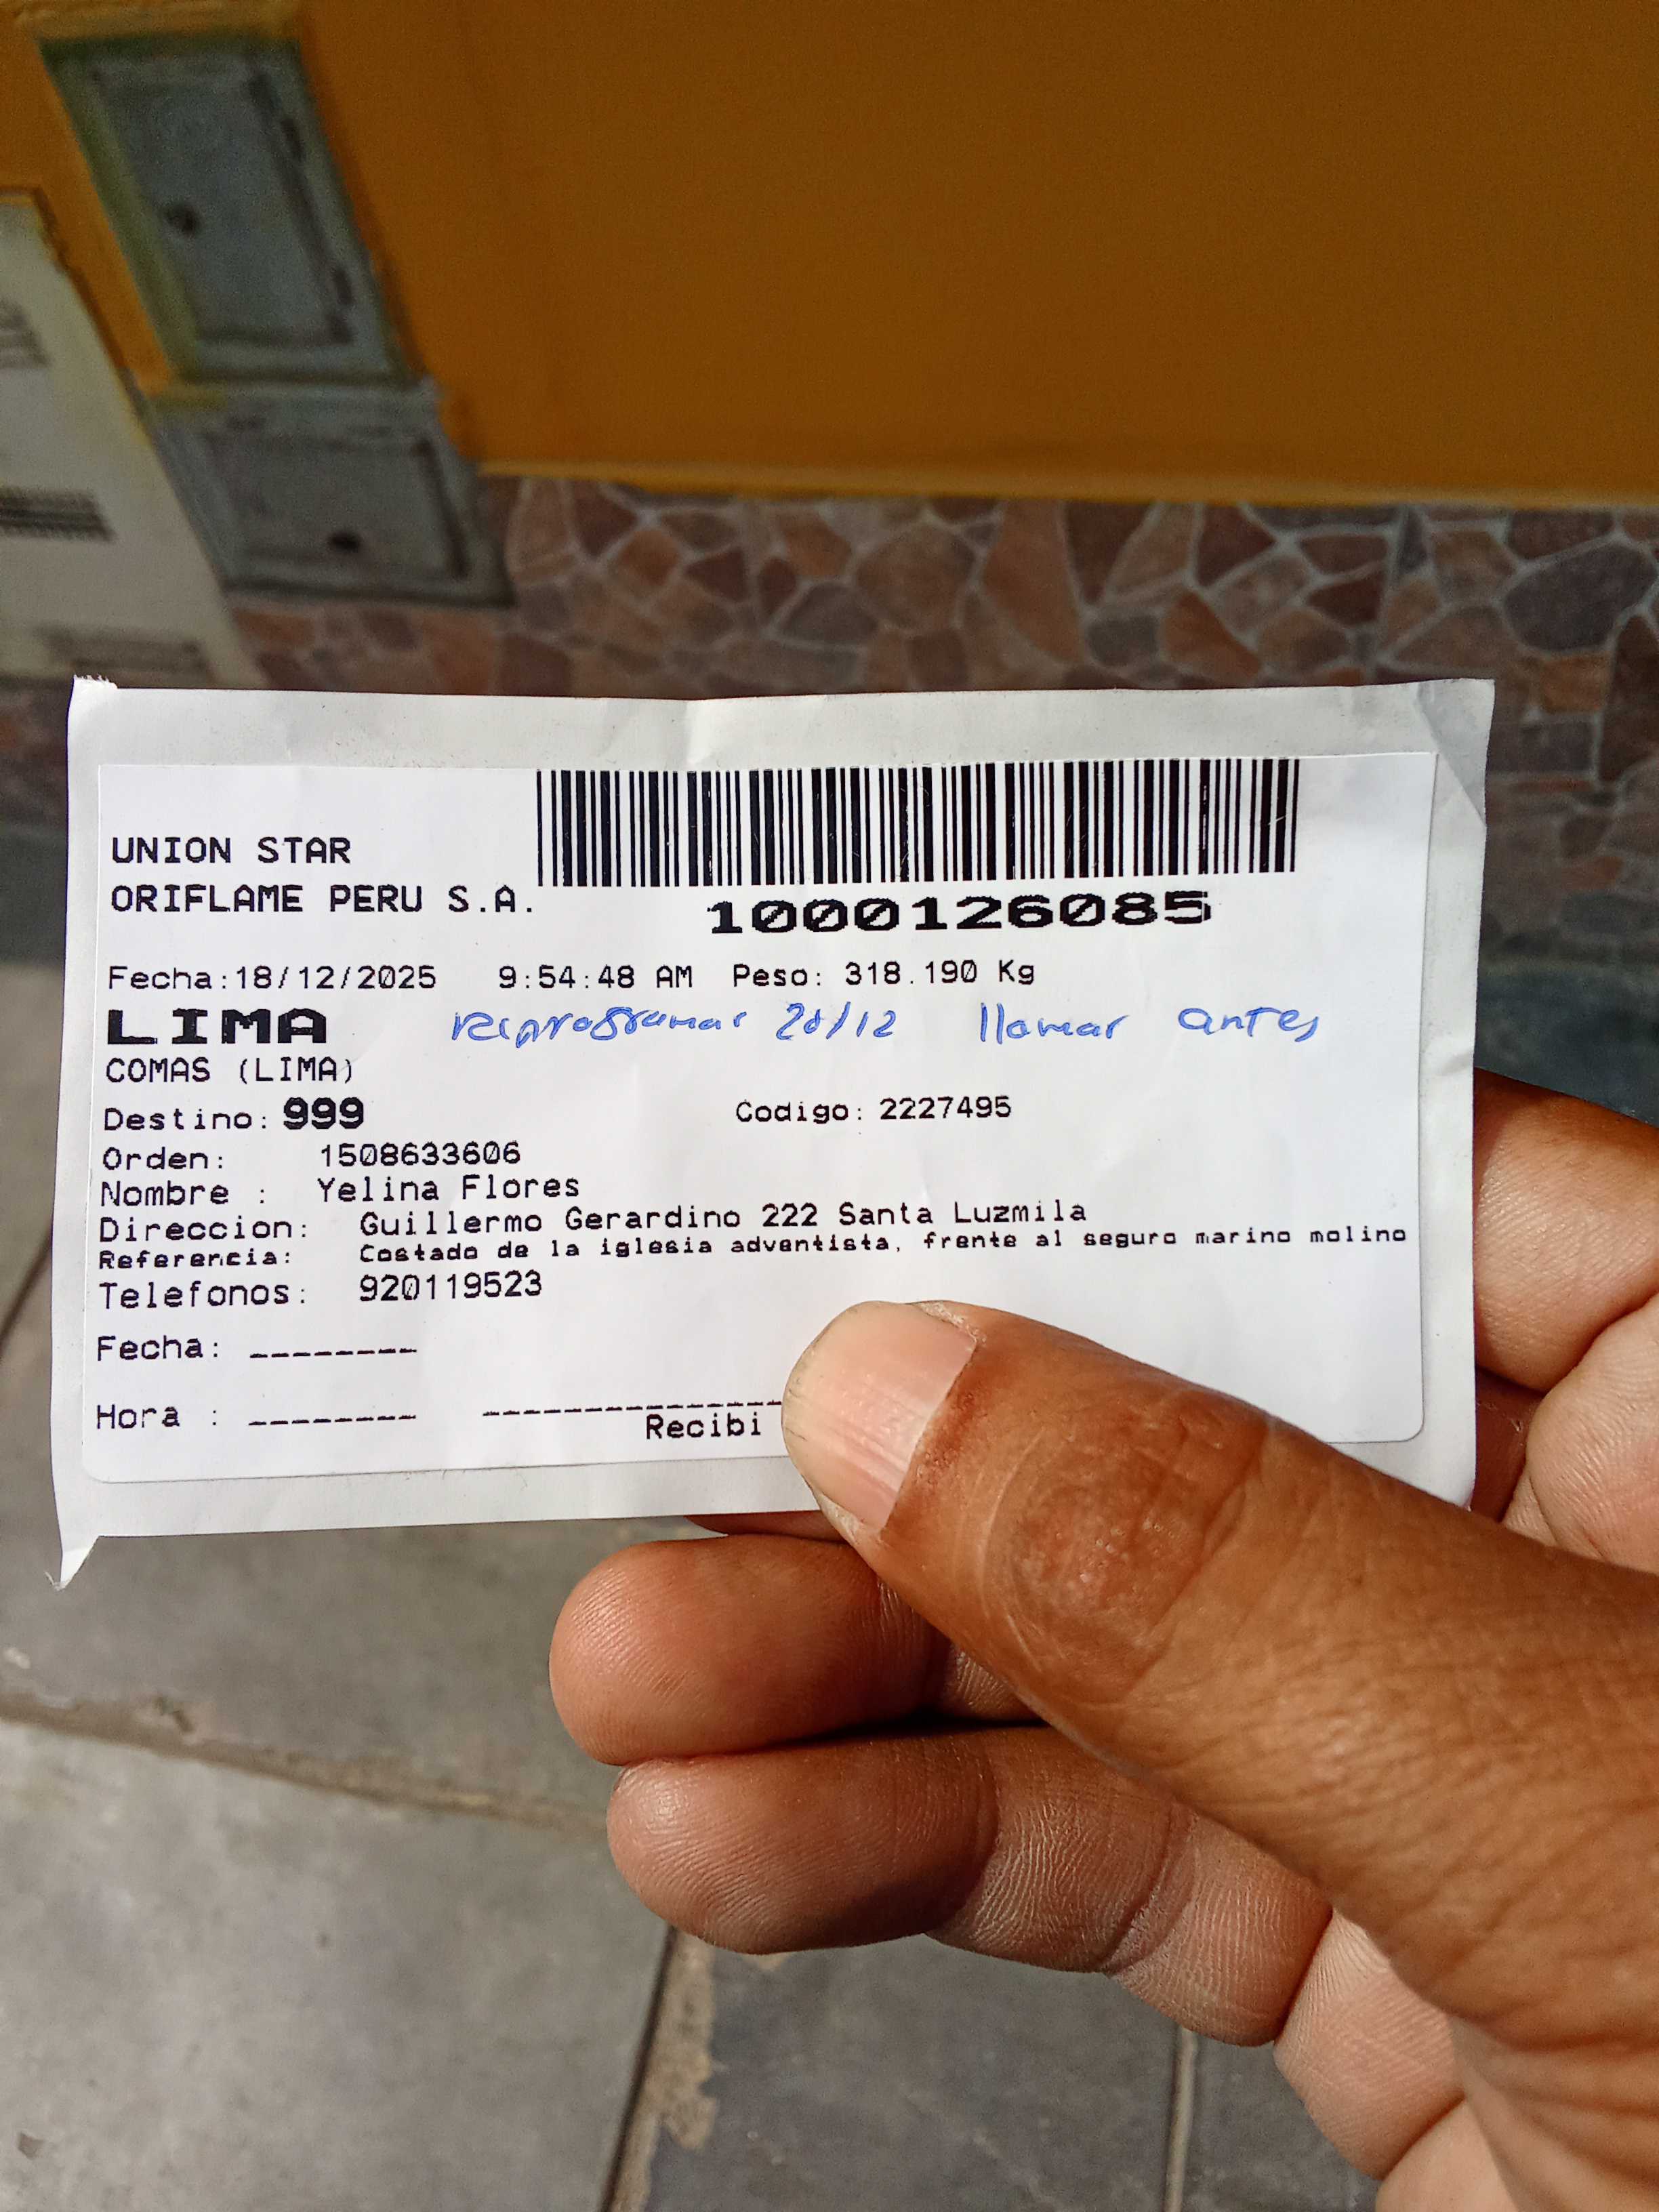 UNION STAR
ORIFLAME PERU S.A.
1000126085
Fecha:18/12/2025 9:54:48 AM Peso: 318.190 Kg
LIMA reprogramar 20/12 llamar antes
COMAS (LIMA)
Destino: 999 Codigo: 2227495
Orden: 1508633606
Nombre : Yelina Flores
Direccion: Guillermo Gerardino 222 Santa Luzmila
Referencia: Costado de la iglesia adventista, frente al seguro marino molino
Telefonos: 920119523
Fecha: --------
Hora : --------
Recibi